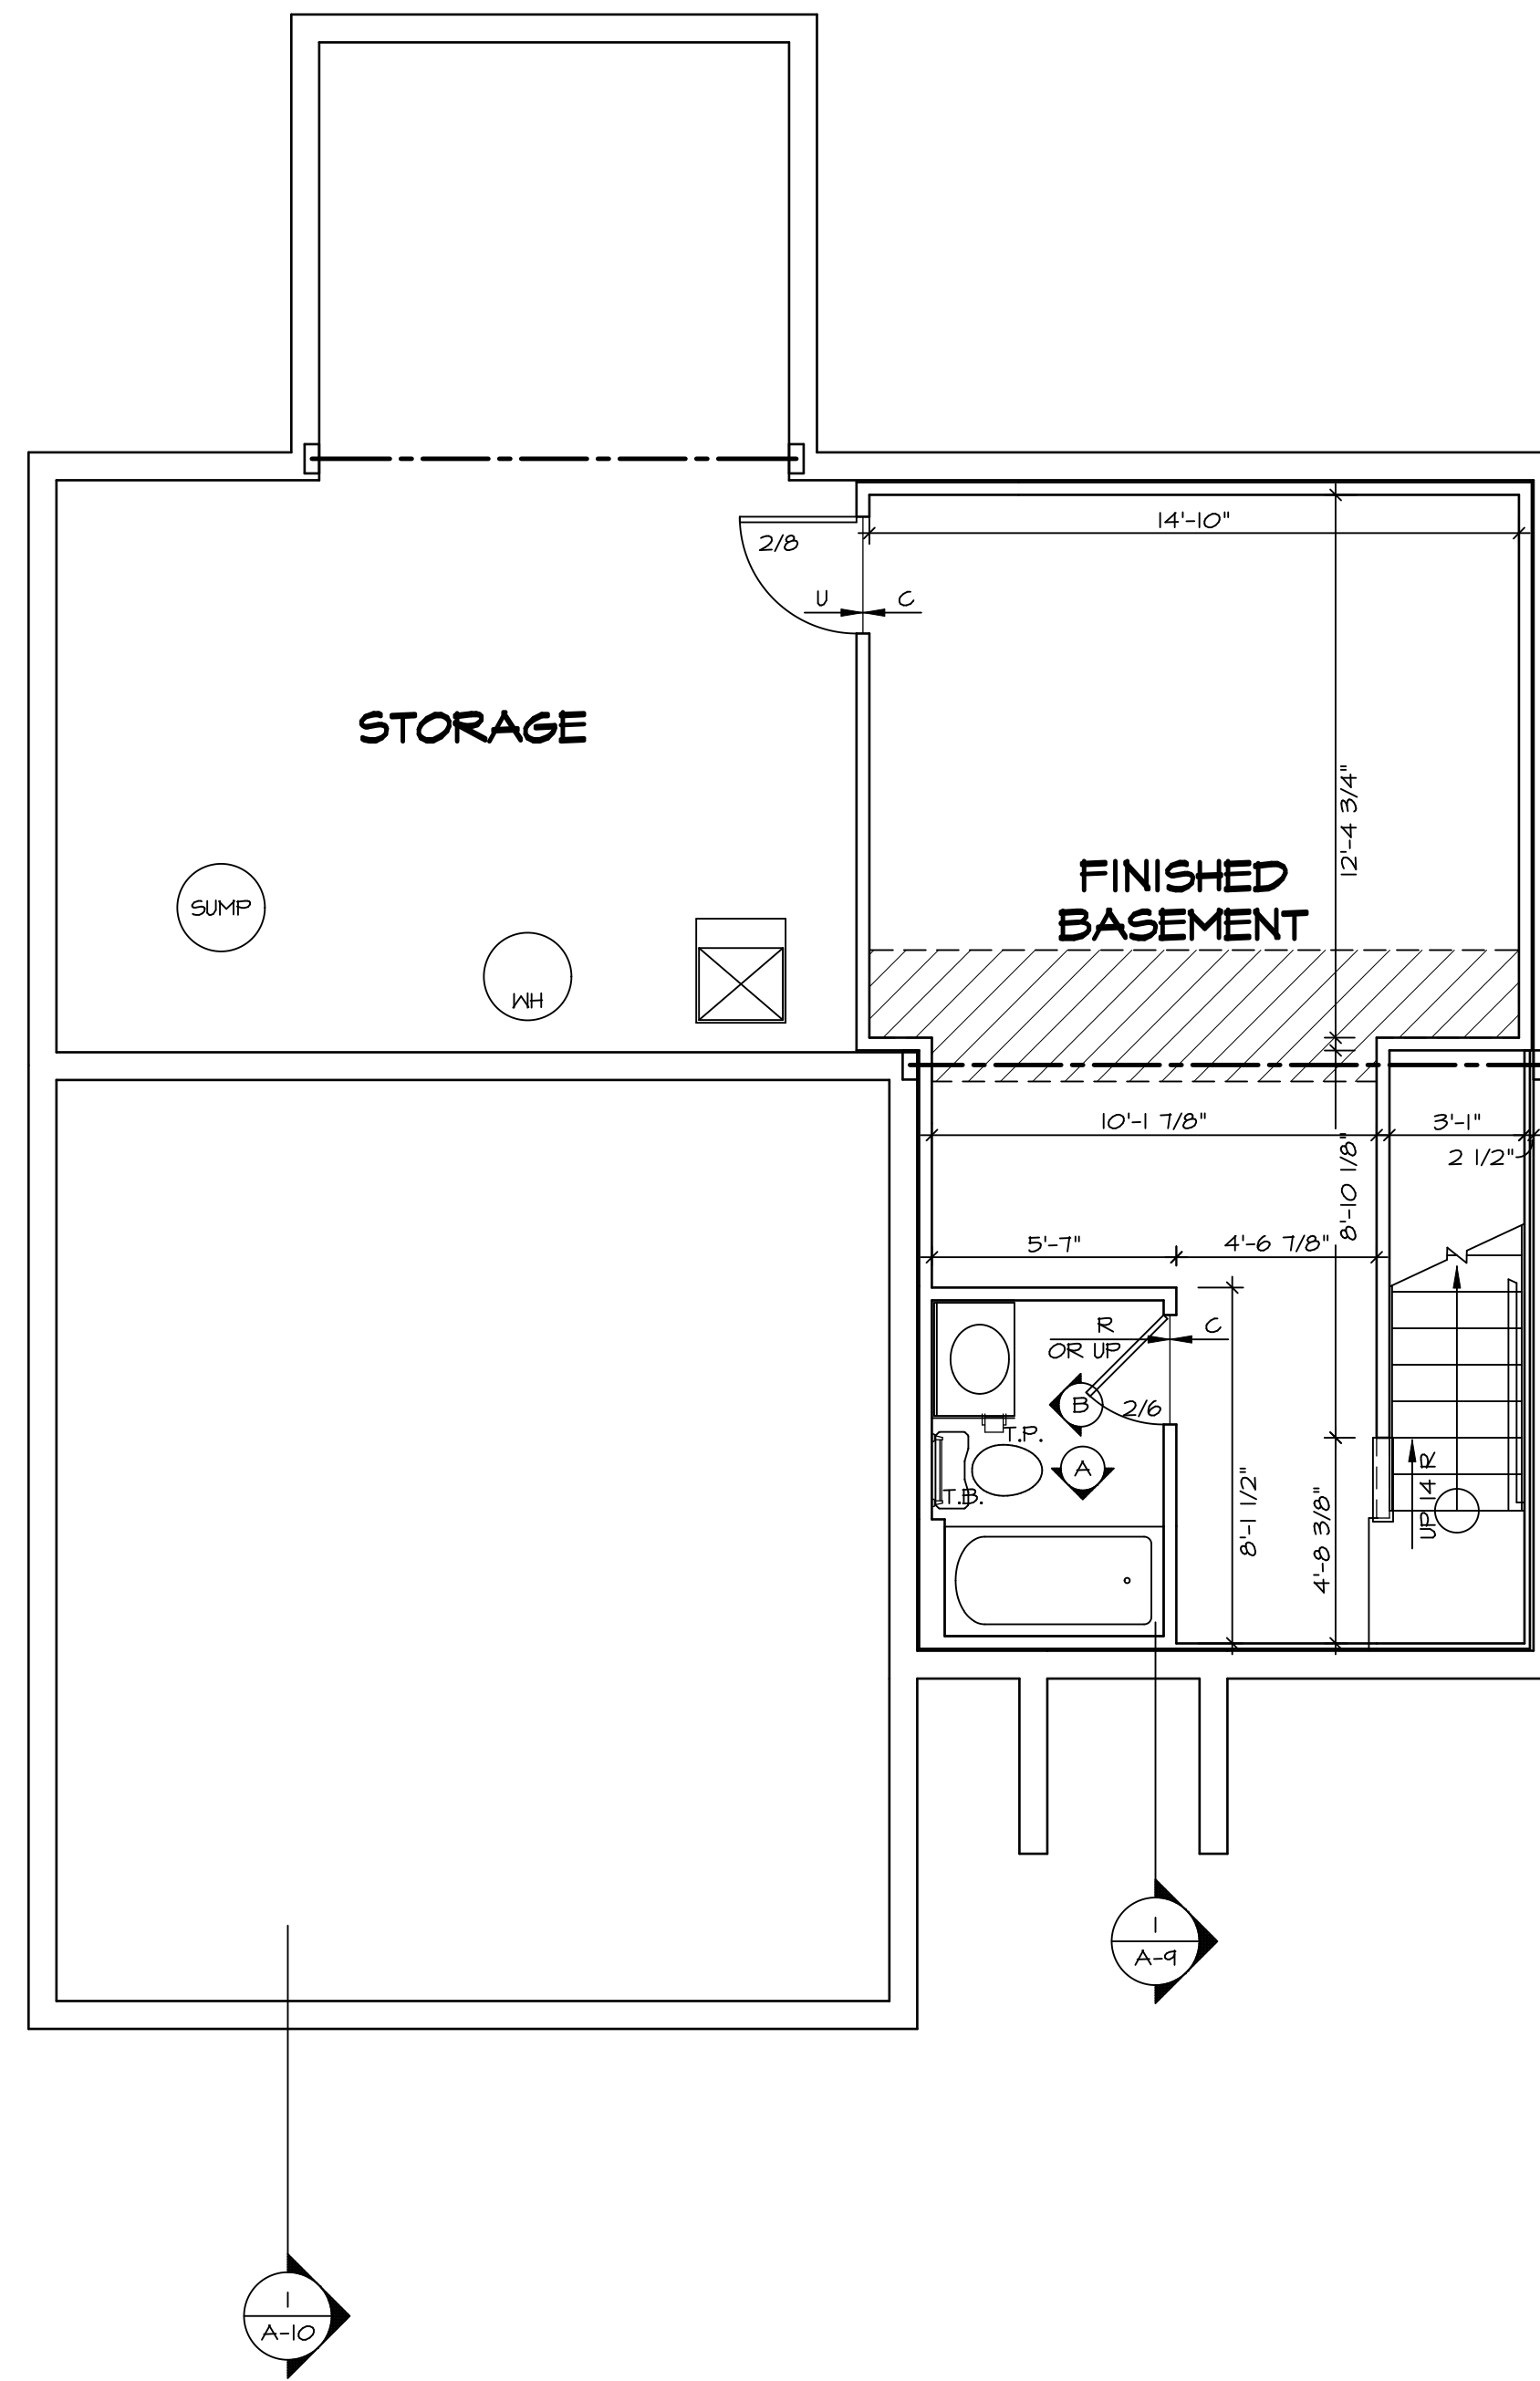 14'-10"
2/8
U
C
STORAGE
12'-4 3/4"
FINISHED
BASEMENT
SUMP
WH
10'-1 7/8"
3'-1"
2 1/2"
8'-10 1/8"
5'-7"
4'-6 7/8"
R
OR UP
C
B
2/6
T.P.
A
T.B.
8'-1 1/2"
4'-8 3/8"
UP 14 R
1
A-9
1
A-10